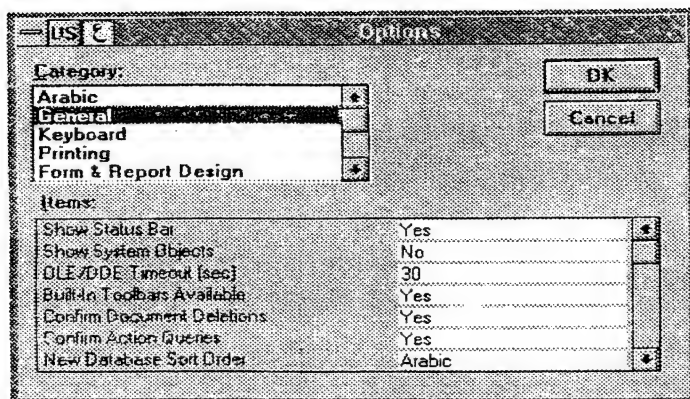 US ع Options
Category:
Arabic
General
Keyboard
Printing
Form & Report Design
OK
Cancel
Items:
Show Status Bar Yes
Show System Objects No
OLE/DDE Timeout (sec) 30
Built-In Toolbars Available Yes
Confirm Document Deletions Yes
Confirm Action Queries Yes
New Database Sort Order Arabic